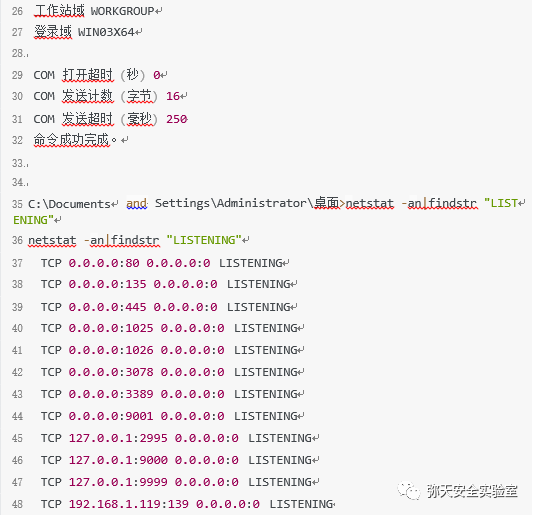 26 工作站域 WORKGROUP↵
27 登录域 WIN03X64↵
28
29 COM 打开超时 (秒) 0↵
30 COM 发送计数 (字节) 16↵
31 COM 发送超时 (毫秒) 250
32 命令成功完成。↵
33
34
35 C:\Documents↵ and Settings\Administrator\桌面>netstat -an|findstr "LIST↵
ENING"↵
36 netstat -an|findstr "LISTENING"↵
37 TCP 0.0.0.0:80 0.0.0.0:0 LISTENING↵
38 TCP 0.0.0.0:135 0.0.0.0:0 LISTENING↵
39 TCP 0.0.0.0:445 0.0.0.0:0 LISTENING↵
40 TCP 0.0.0.0:1025 0.0.0.0:0 LISTENING↵
41 TCP 0.0.0.0:1026 0.0.0.0:0 LISTENING↵
42 TCP 0.0.0.0:3078 0.0.0.0:0 LISTENING↵
43 TCP 0.0.0.0:3389 0.0.0.0:0 LISTENING↵
44 TCP 0.0.0.0:9001 0.0.0.0:0 LISTENING↵
45 TCP 127.0.0.1:2995 0.0.0.0:0 LISTENING↵
46 TCP 127.0.0.1:9000 0.0.0.0:0 LISTENING↵
47 TCP 127.0.0.1:9999 0.0.0.0:0 LISTENING↵
48 TCP 192.168.1.119:139 0.0.0.0:0 LISTENING↵
弥天安全实验室